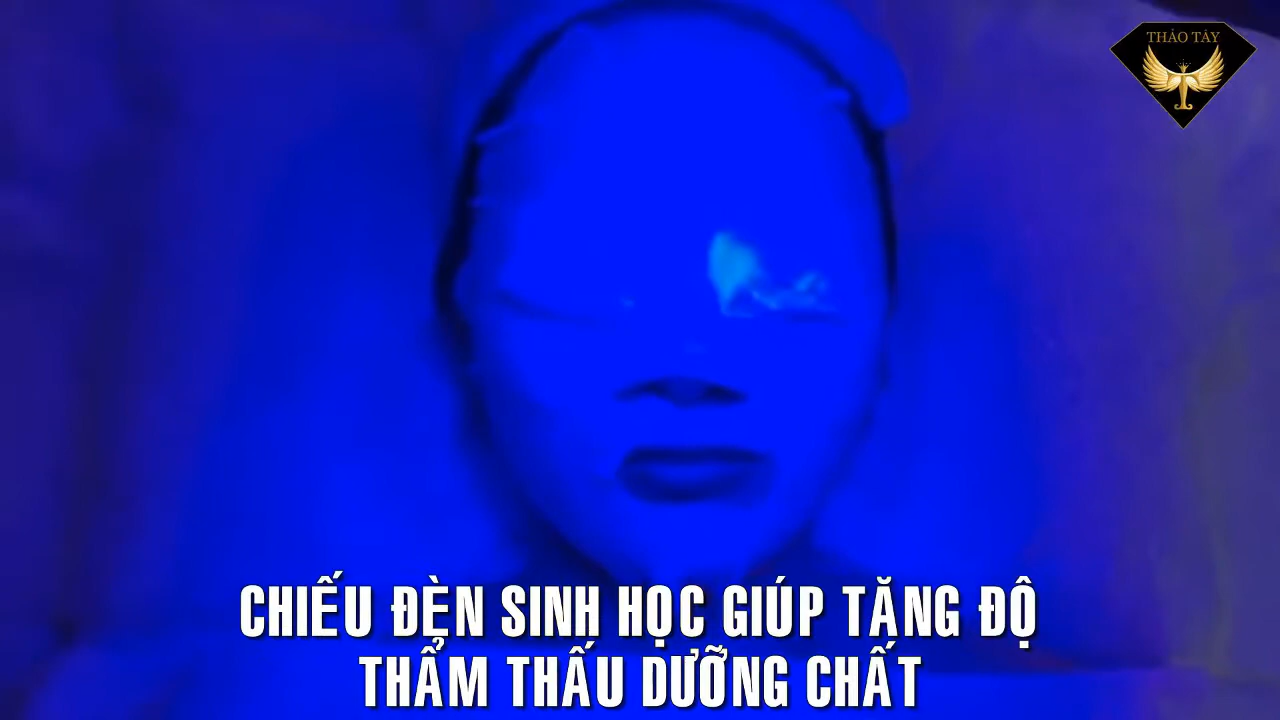 THẢO TÂY
CHIẾU ĐÈN SINH HỌC GIÚP TĂNG ĐỘ
THẨM THẤU DƯỠNG CHẤT